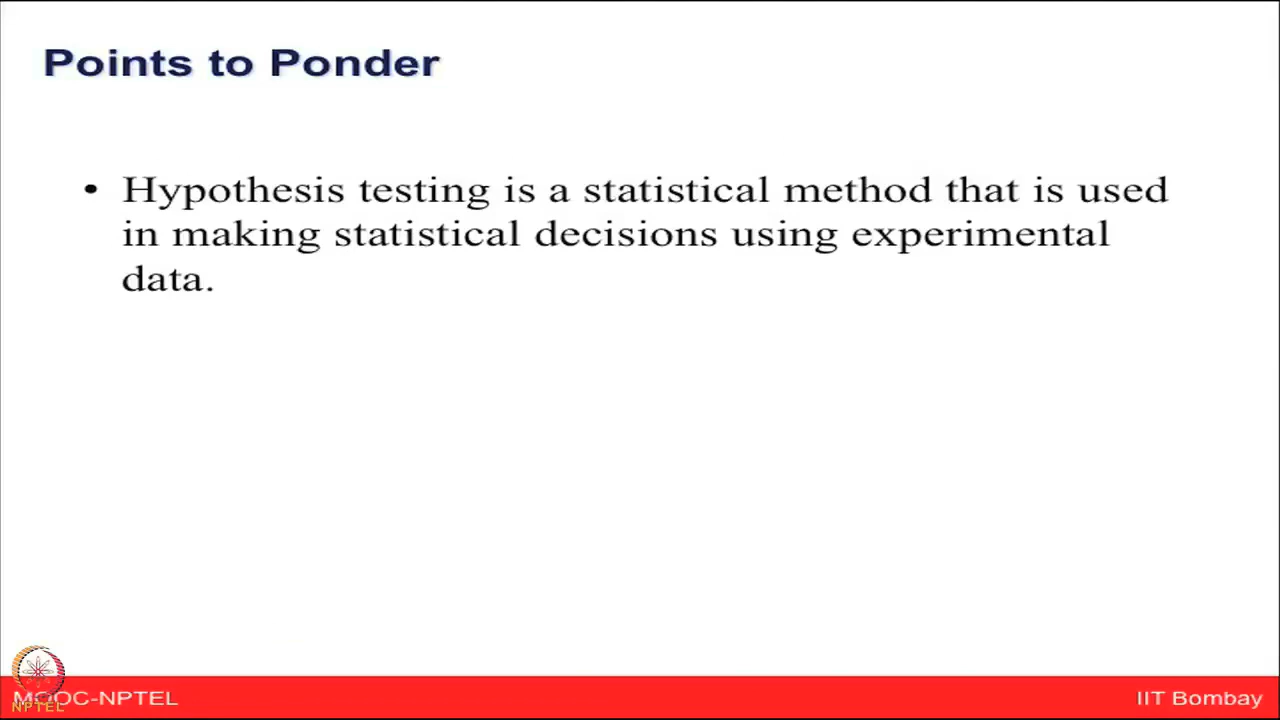 Points to Ponder
• Hypothesis testing is a statistical method that is used
in making statistical decisions using experimental
data.
MOOC-NPTEL
NPTEL
IIT Bombay